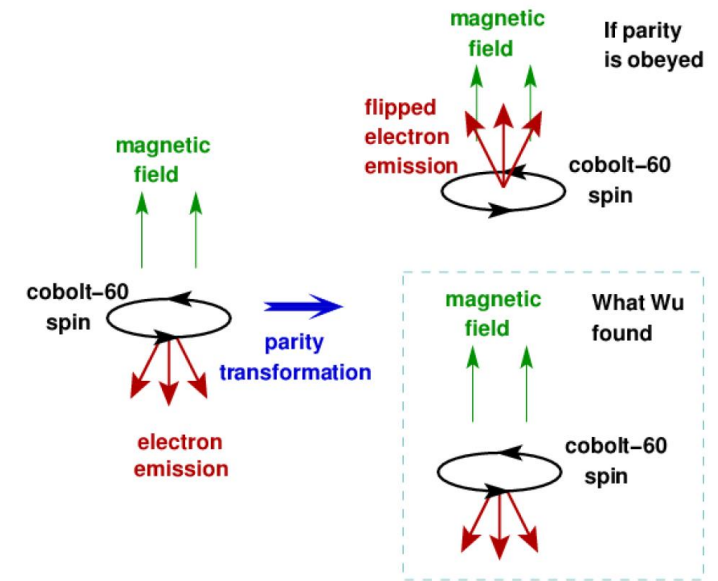 magnetic
field
cobolt−60
spin
electron
emission
parity
transformation
magnetic
field
If parity
is obeyed
flipped
electron
emission
cobolt−60
spin
magnetic
field
What Wu
found
cobolt−60
spin